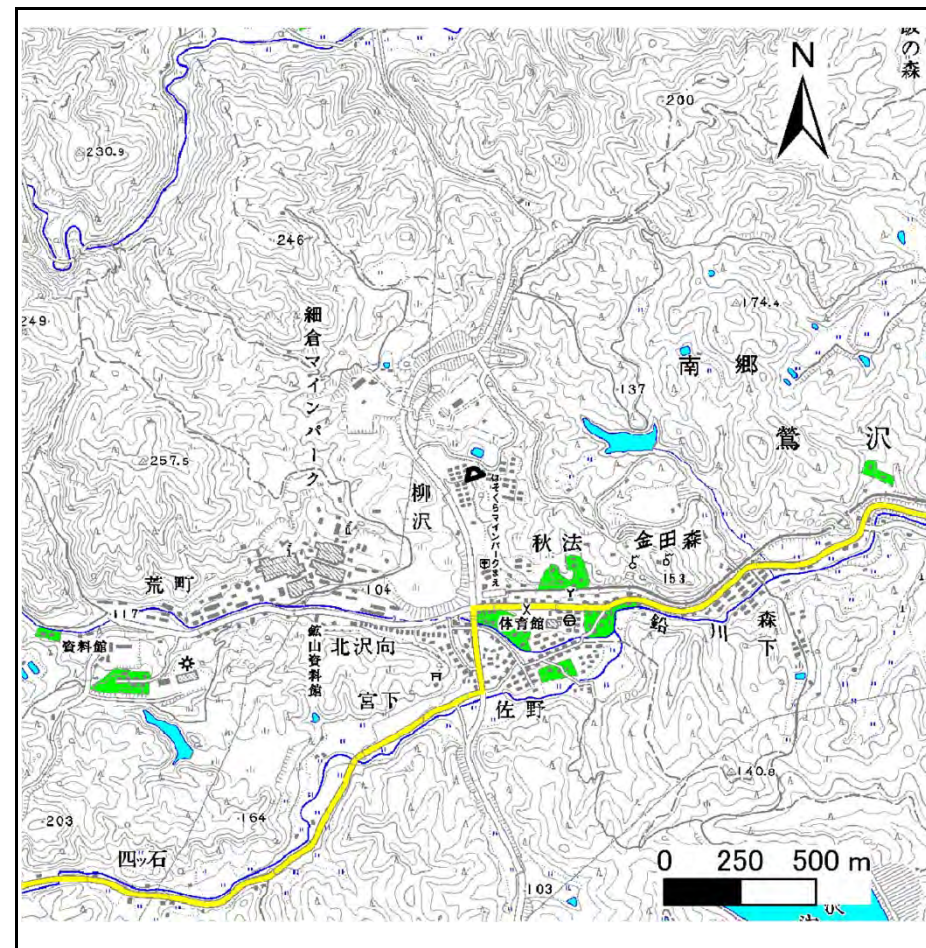 の森
N
200
230.9
246
249
174.4
細倉マインパーク
南郷
137
鶯沢
257.5
柳沢
ほそくらマインパークまえ
秋法
金田森
153
荒町
104
117
体育館
鉛川
資料館
北沢向
鉱山資料館
森下
宮下
佐野
140.8
203
164
四ッ石
103
0 250 500 m